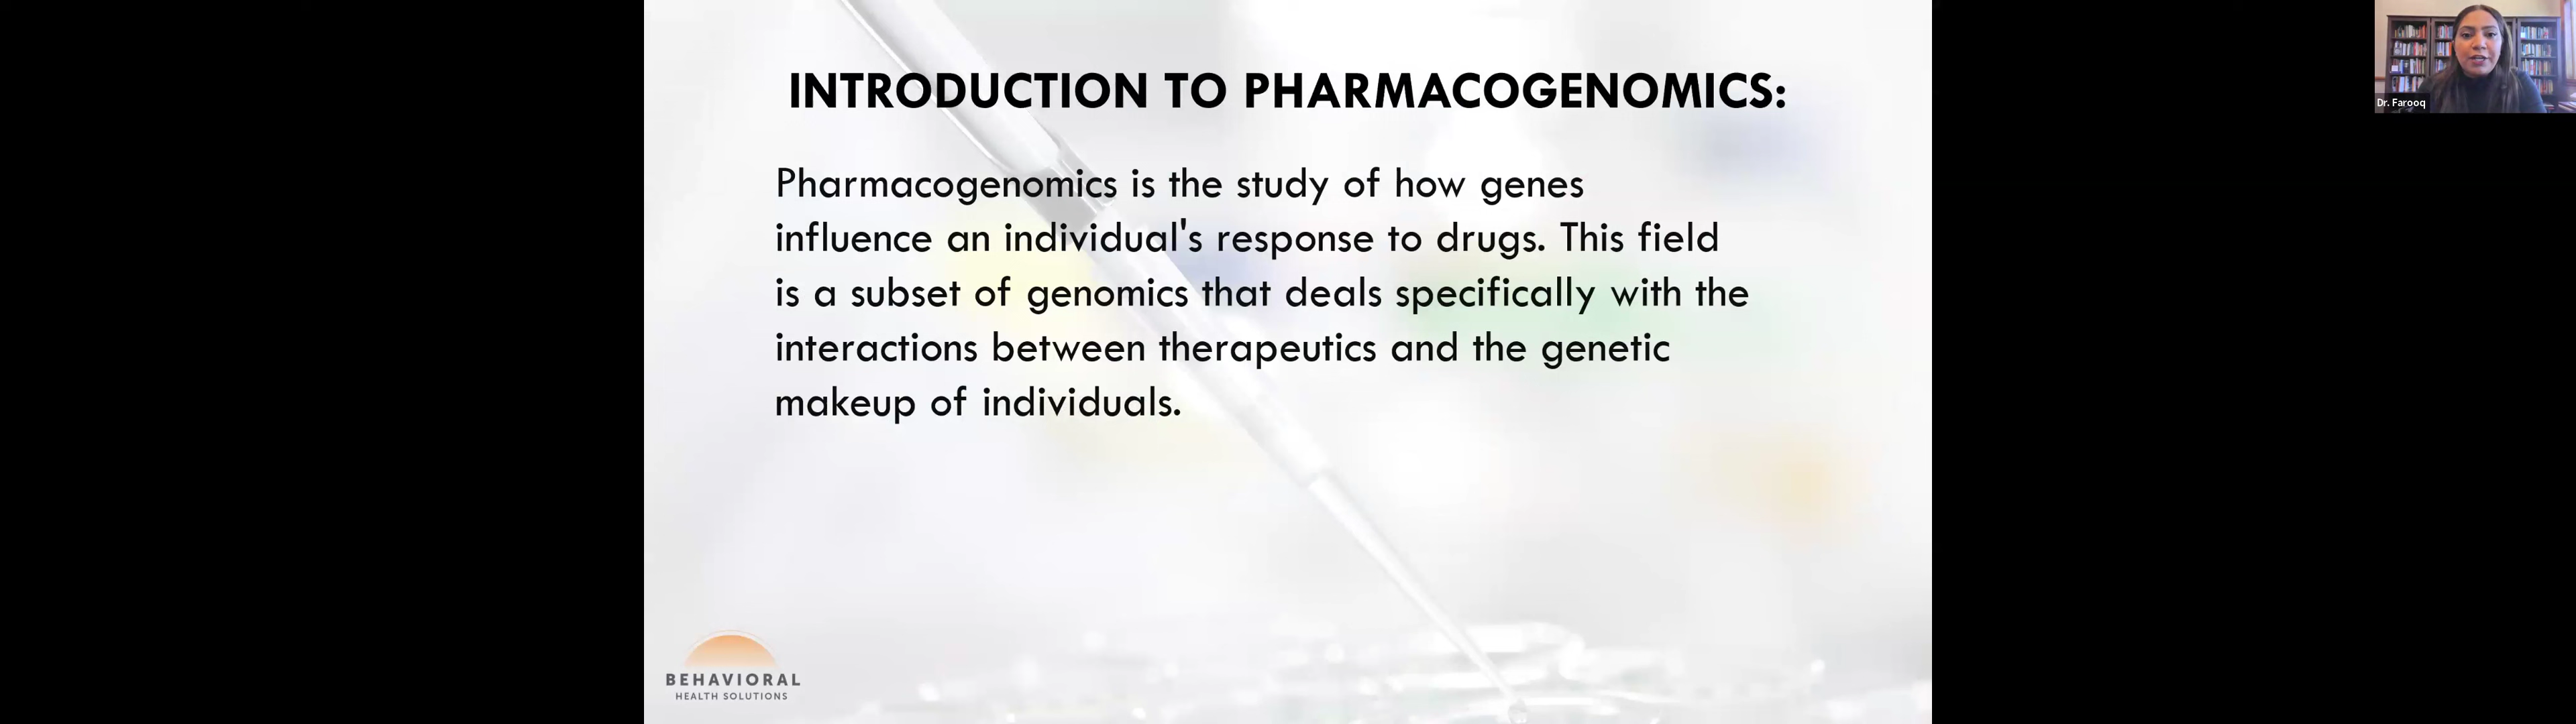 INTRODUCTION TO PHARMACOGENOMICS:
Pharmacogenomics is the study of how genes
influence an individual's response to drugs. This field
is a subset of genomics that deals specifically with the
interactions between therapeutics and the genetic
makeup of individuals.
BEHAVIORAL
HEALTH SOLUTIONS
Dr. Farooq